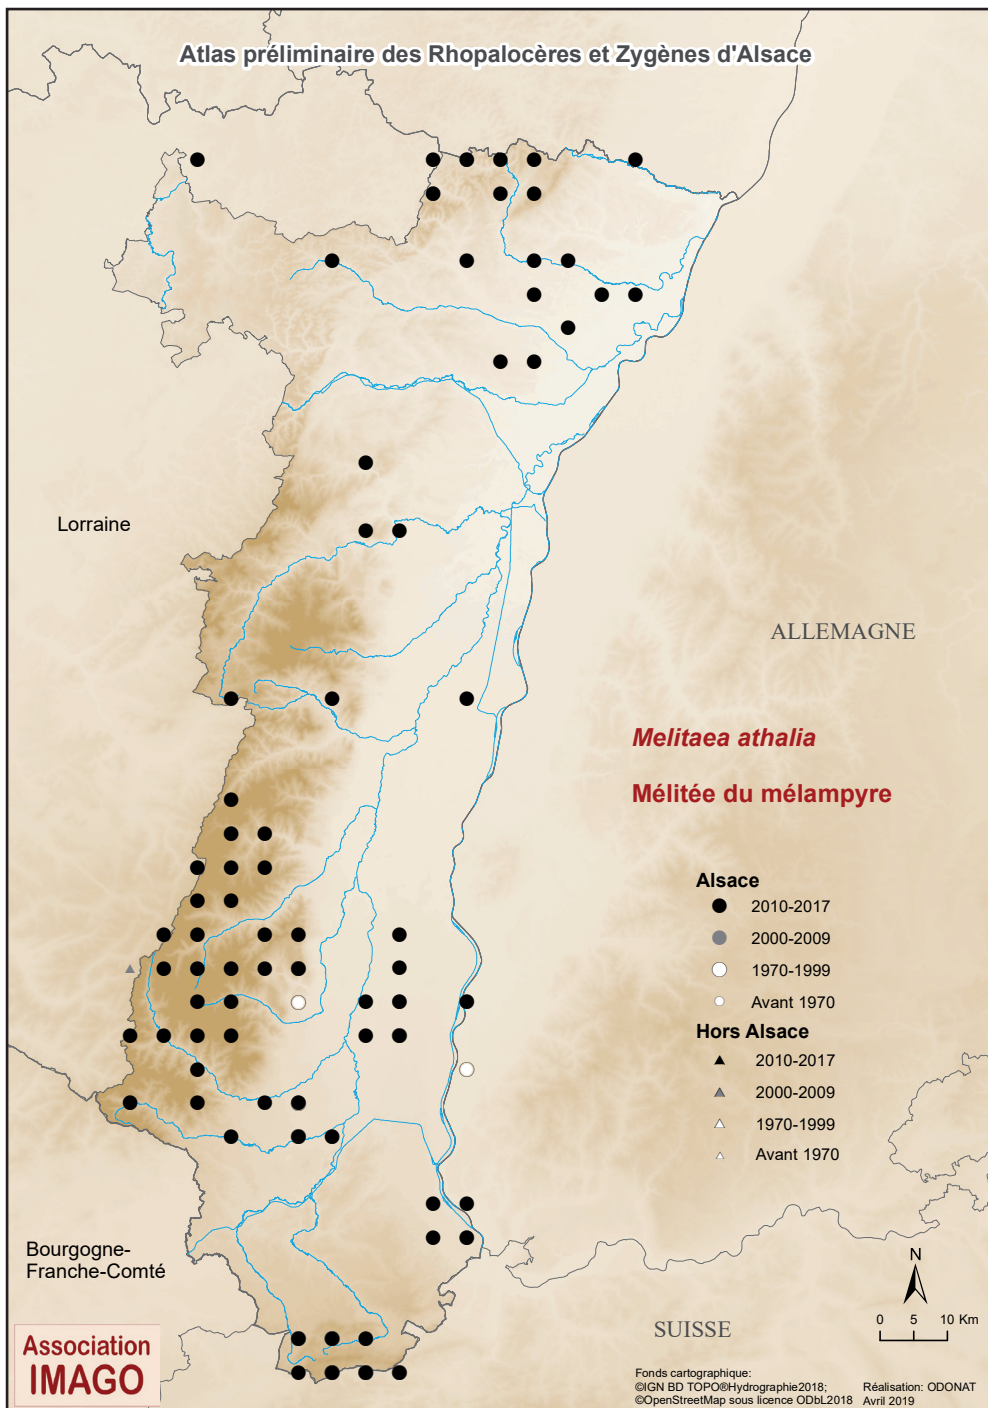 Atlas préliminaire des Rhopalocères et Zygènes d'Alsace
Lorraine
ALLEMAGNE
Melitaea athalia
Mélitée du mélampyre
Alsace
2010-2017
2000-2009
1970-1999
Avant 1970
Hors Alsace
2010-2017
2000-2009
1970-1999
Avant 1970
Bourgogne-
Franche-Comté
N
0 5 10 Km
SUISSE
Association
IMAGO
Fonds cartographique:
©IGN BD TOPO®Hydrographie2018;
©OpenStreetMap sous licence ODbL2018
Réalisation: ODONAT
Avril 2019